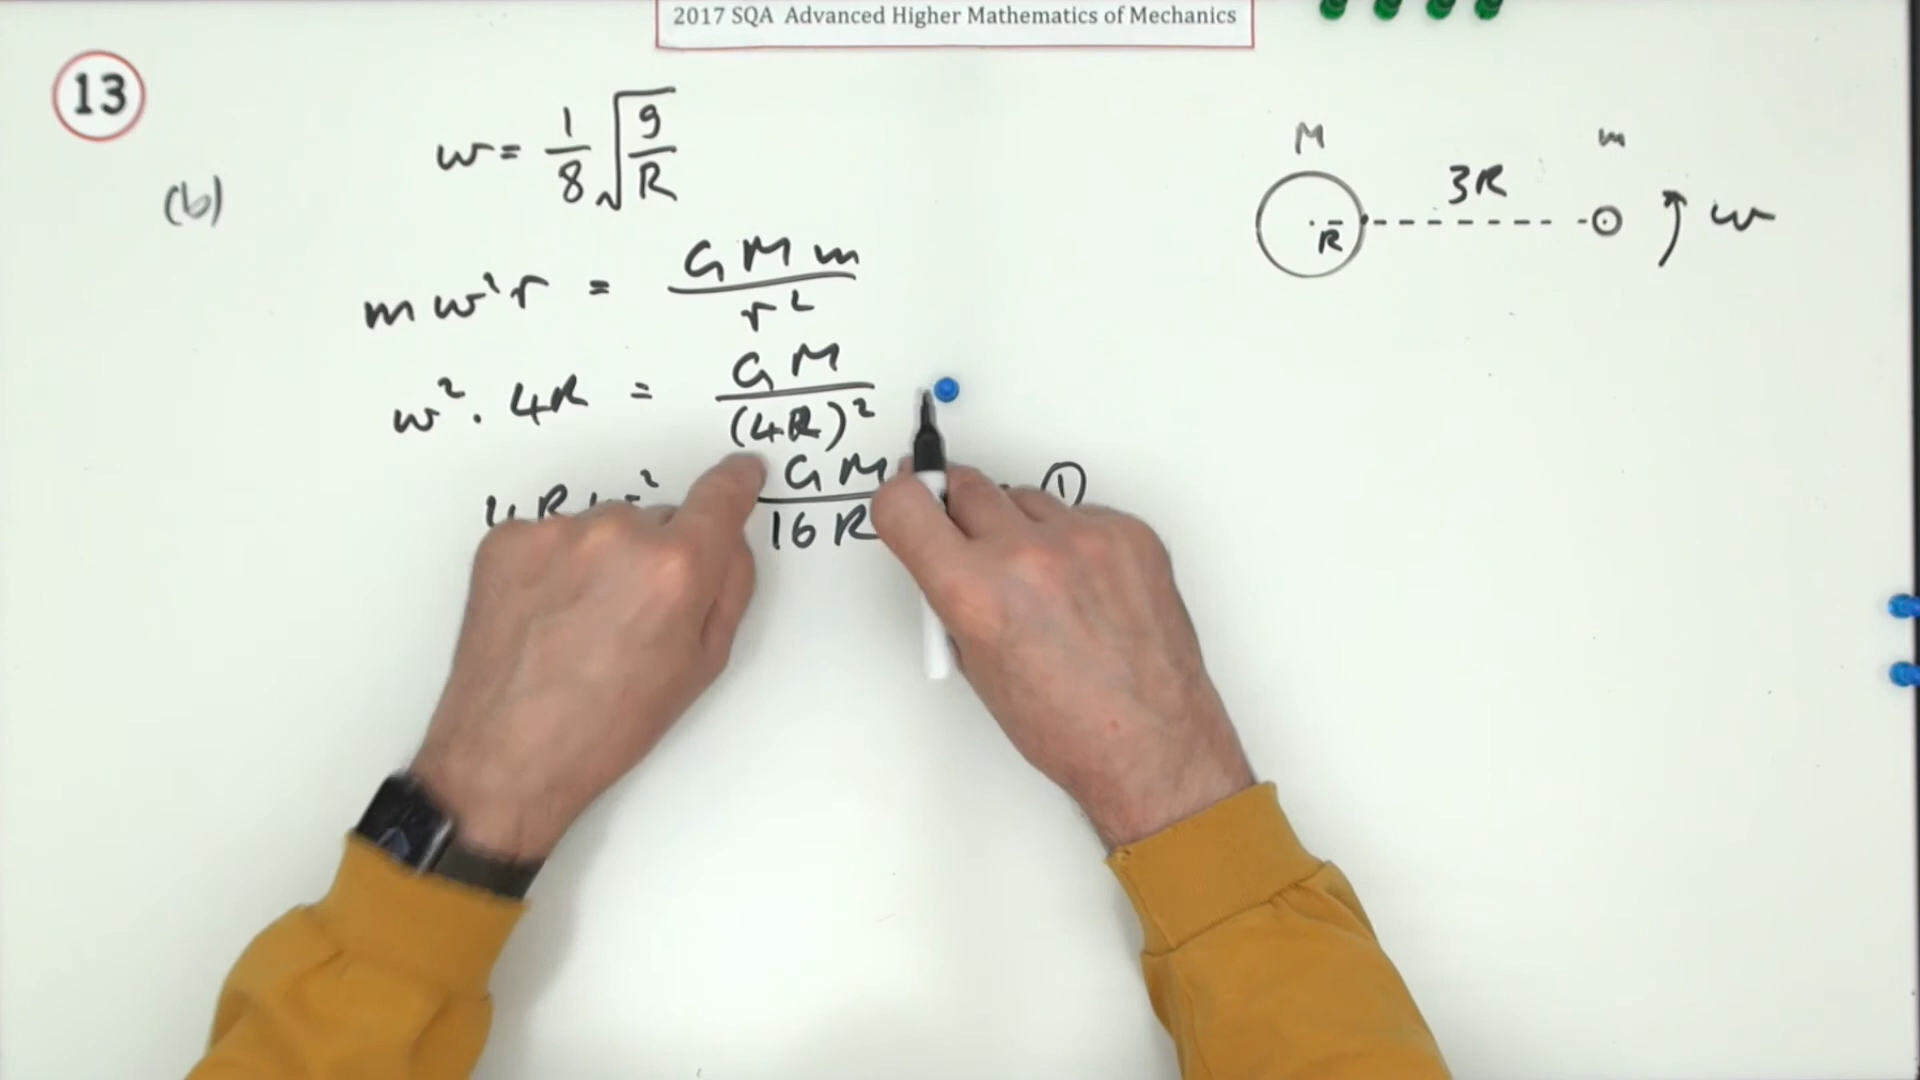 2017 SQA Advanced Higher Mathematics of Mechanics
13
(b)
w = 1/8 √(g/R)
mw²r = GMm/r²
w². 4R = GM/(4R)²
4Rw² GM/16R ①
M m
3R
R
w